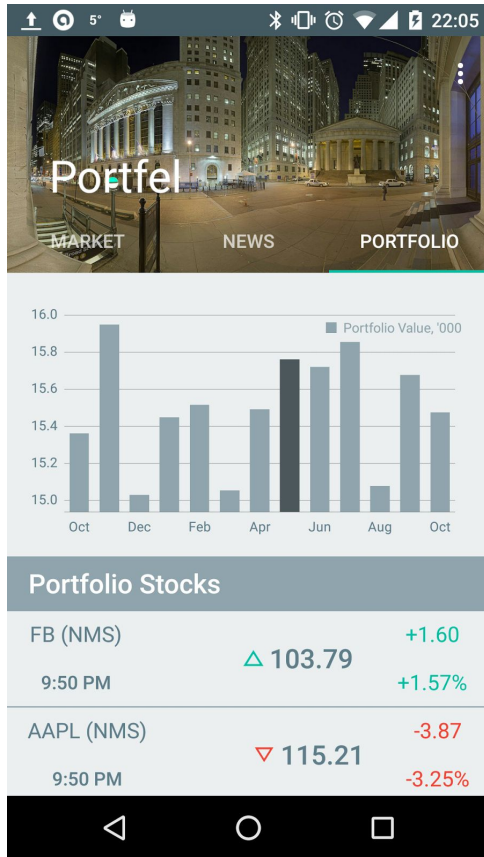 5° 22:05
Portfel
MARKET NEWS PORTFOLIO
16.0
Portfolio Value, '000
15.8
15.6
15.4
15.2
15.0
Oct Dec Feb Apr Jun Aug Oct
Portfolio Stocks
FB (NMS) +1.60
103.79
9:50 PM +1.57%
AAPL (NMS) -3.87
115.21
9:50 PM -3.25%